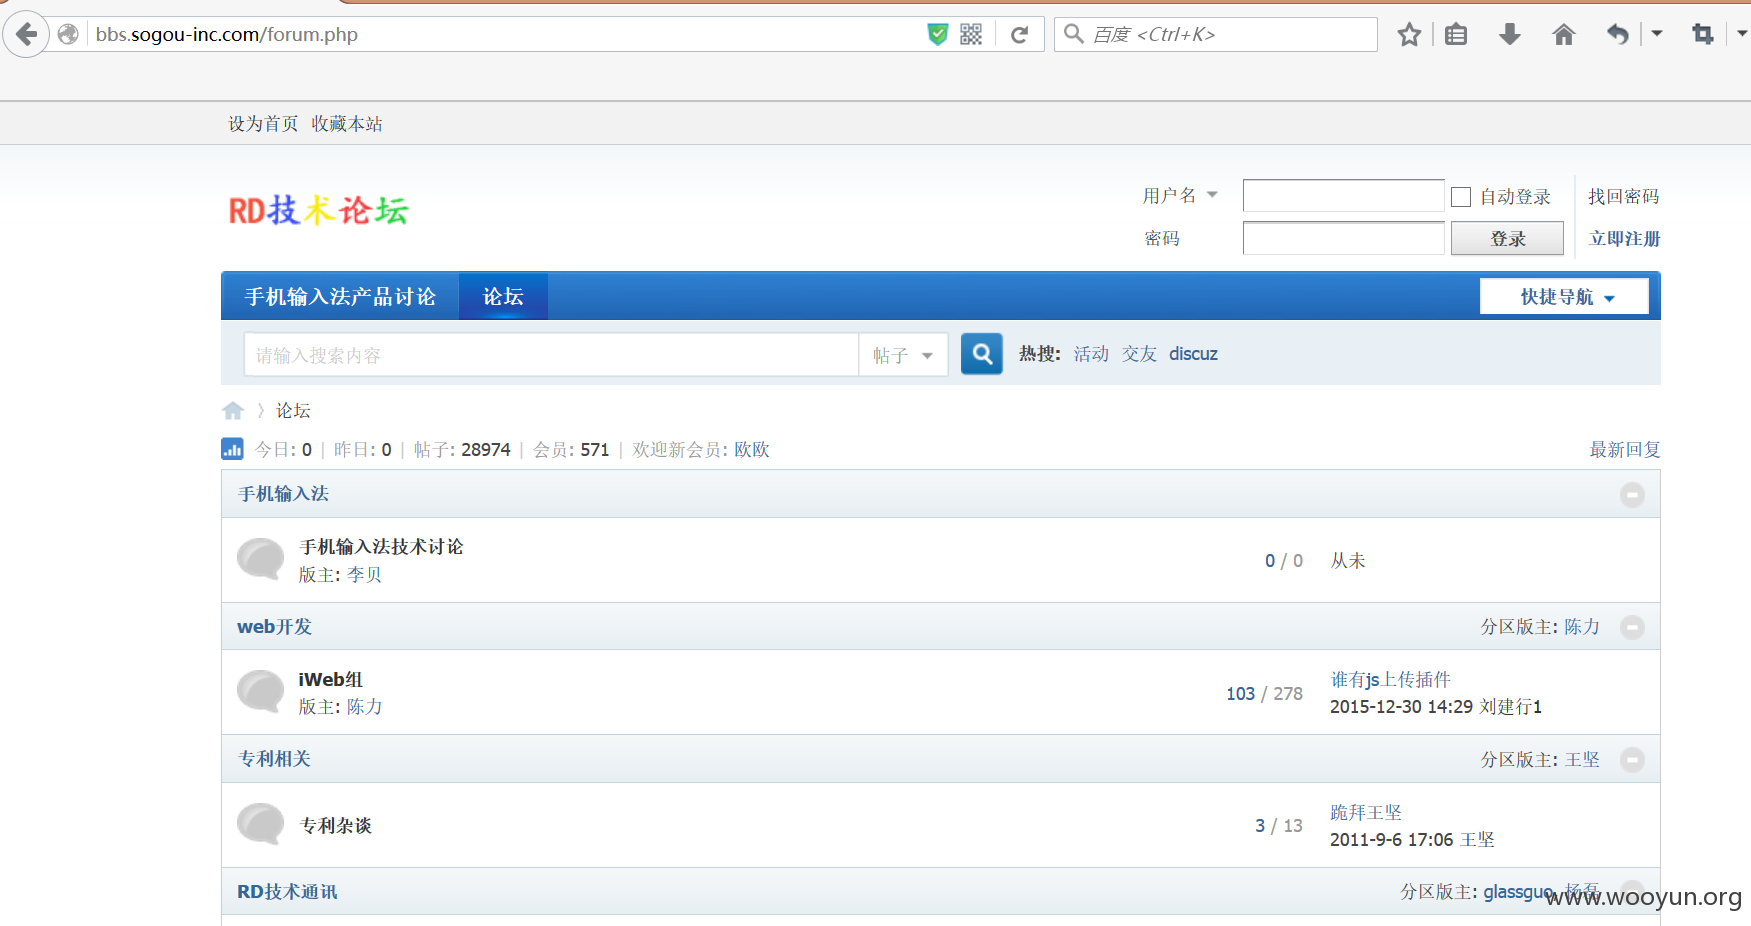 bbs.sogou-inc.com/forum.php
百度 <Ctrl+K>
设为首页 收藏本站
RD技术论坛
用户名
自动登录
找回密码
密码
登录
立即注册
手机输入法产品讨论
论坛
快捷导航
请输入搜索内容
帖子
热搜: 活动 交友 discuz
论坛
今日: 0 | 昨日: 0 | 帖子: 28974 | 会员: 571 | 欢迎新会员: 欧欧
最新回复
手机输入法
手机输入法技术讨论
版主: 李贝
0 / 0
从未
web开发
分区版主: 陈力
iWeb组
版主: 陈力
103 / 278
谁有js上传插件
2015-12-30 14:29 刘建行1
专利相关
分区版主: 王坚
专利杂谈
3 / 13
跪拜王坚
2011-9-6 17:06 王坚
RD技术通讯
分区版主: glassguo, 杨磊
www.wooyun.org